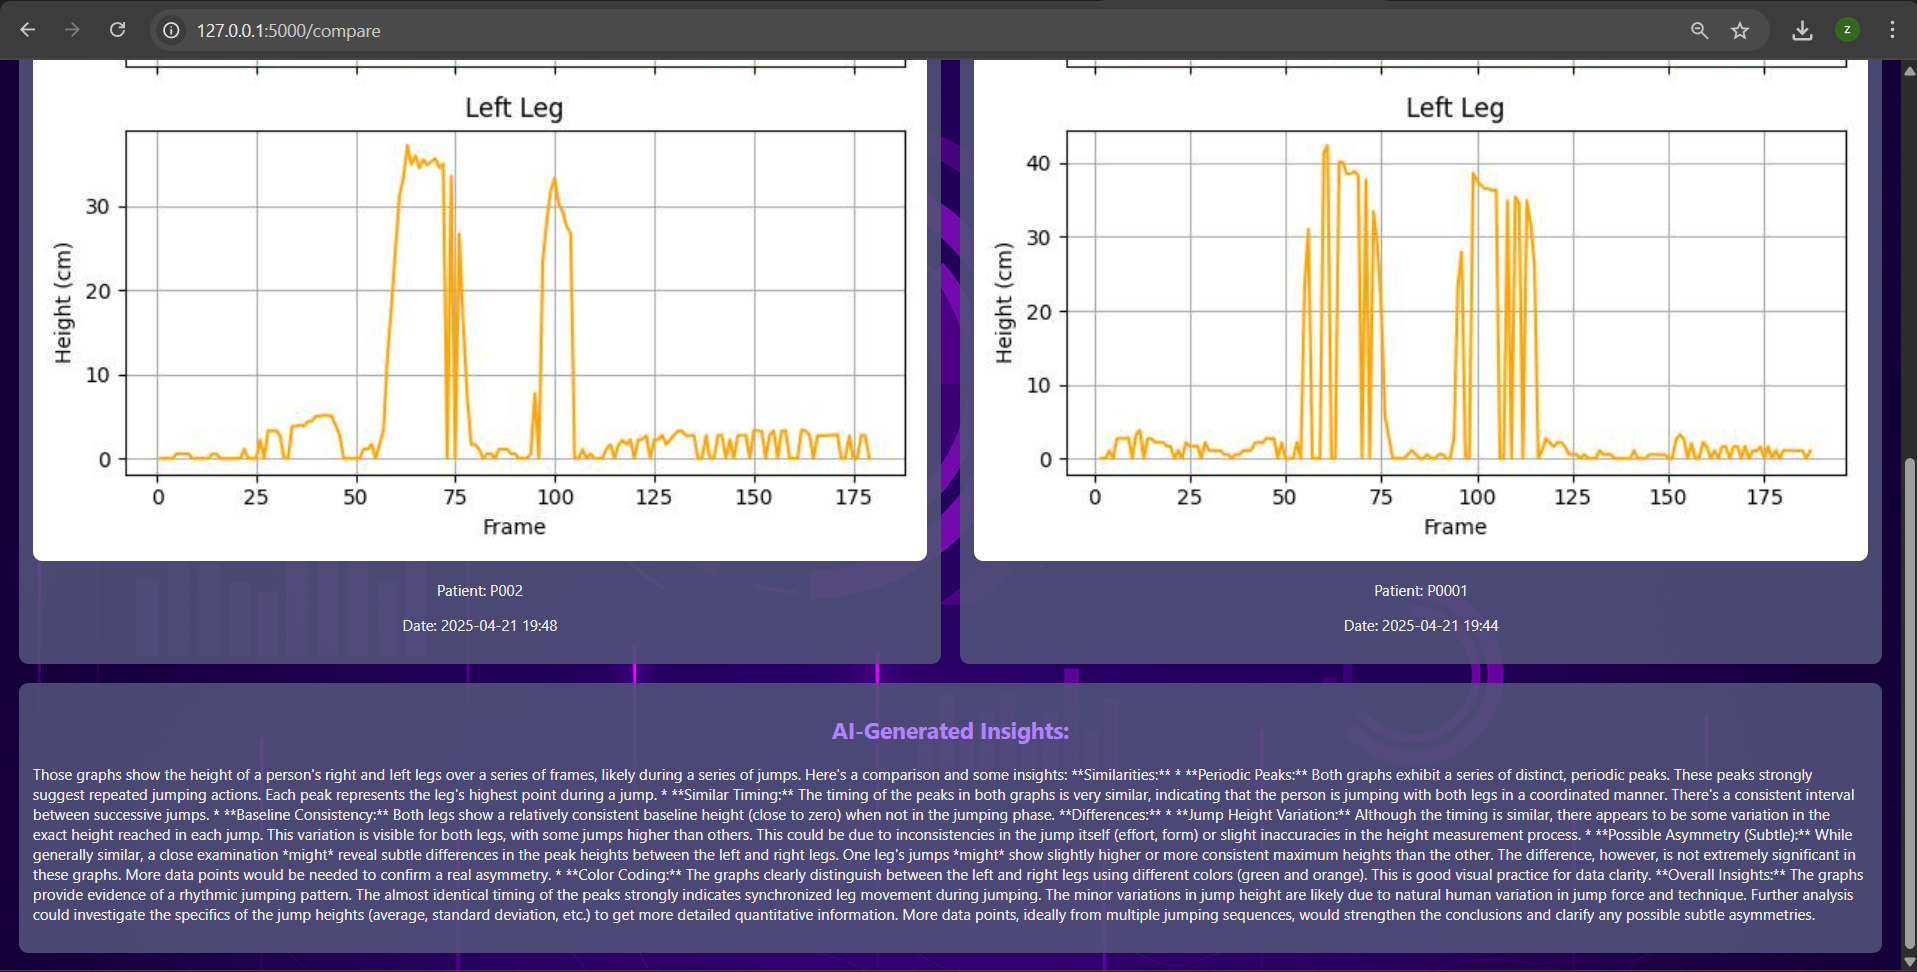 127.0.0.1:5000/compare
z
Left Leg
30
20
10
0
Height (cm)
0 25 50 75 100 125 150 175
Frame
Patient: P002
Date: 2025-04-21 19:48
Left Leg
40
30
20
10
0
Height (cm)
0 25 50 75 100 125 150 175
Frame
Patient: P0001
Date: 2025-04-21 19:44
AI-Generated Insights:
Those graphs show the height of a person's right and left legs over a series of frames, likely during a series of jumps. Here's a comparison and some insights: **Similarities:** * **Periodic Peaks:** Both graphs exhibit a series of distinct, periodic peaks. These peaks strongly
suggest repeated jumping actions. Each peak represents the leg's highest point during a jump. * **Similar Timing:** The timing of the peaks in both graphs is very similar, indicating that the person is jumping with both legs in a coordinated manner. There's a consistent interval
between successive jumps. * **Baseline Consistency:** Both legs show a relatively consistent baseline height (close to zero) when not in the jumping phase. **Differences:** * **Jump Height Variation:** Although the timing is similar, there appears to be some variation in the
exact height reached in each jump. This variation is visible for both legs, with some jumps higher than others. This could be due to inconsistencies in the jump itself (effort, form) or slight inaccuracies in the height measurement process. * **Possible Asymmetry (Subtle):** While
generally similar, a close examination *might* reveal subtle differences in the peak heights between the left and right legs. One leg's jumps *might* show slightly higher or more consistent maximum heights than the other. The difference, however, is not extremely significant in
these graphs. More data points would be needed to confirm a real asymmetry. * **Color Coding:** The graphs clearly distinguish between the left and right legs using different colors (green and orange). This is good visual practice for data clarity. **Overall Insights:** The graphs
provide evidence of a rhythmic jumping pattern. The almost identical timing of the peaks strongly indicates synchronized leg movement during jumping. The minor variations in jump height are likely due to natural human variation in jump force and technique. Further analysis
could investigate the specifics of the jump heights (average, standard deviation, etc.) to get more detailed quantitative information. More data points, ideally from multiple jumping sequences, would strengthen the conclusions and clarify any possible subtle asymmetries.